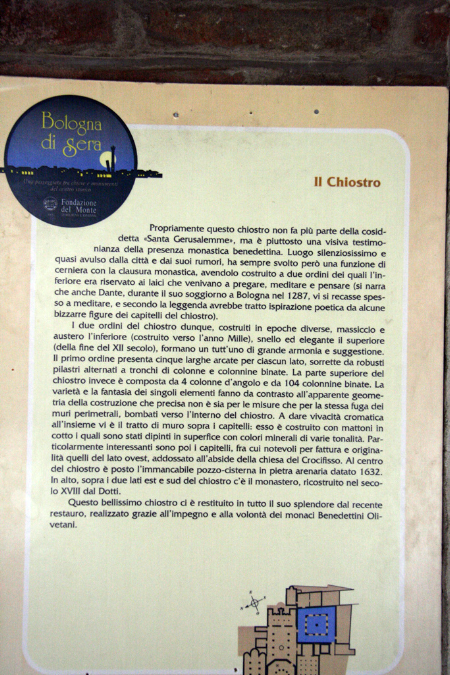 Bologna
di Sera
Fondazione
del Monte
Il Chiostro
Propriamente questo chiostro non fa più parte della cosid-
detta «Santa Gerusalemme», ma è piuttosto una visiva testimo-
nianza della presenza monastica benedettina. Luogo silenziosissimo e
quasi avulso dalla città e dai suoi rumori, ha sempre svolto però una funzione di
cerniera con la clausura monastica, avendolo costruito a due ordini dei quali l'in-
feriore era riservato ai laici che venivano a pregare, meditare e pensare (si narra
che anche Dante, durante il suo soggiorno a Bologna nel 1287, vi si recasse spes-
so a meditare, e secondo la leggenda avrebbe tratto ispirazione poetica da alcune
bizzarre figure dei capitelli del chiostro).
I due ordini del chiostro dunque, costruiti in epoche diverse, massiccio e
austero l'inferiore (costruito verso l'anno Mille), snello ed elegante il superiore
(della fine del XII secolo), formano un tutt'uno di grande armonia e suggestione.
Il primo ordine presenta cinque larghe arcate per ciascun lato, sorrette da robusti
pilastri alternati a tronchi di colonne e colonnine binate. La parte superiore del
chiostro invece è composta da 4 colonne d'angolo e da 104 colonnine binate. La
varietà e la fantasia dei singoli elementi fanno da contrasto all'apparente geome-
tria della costruzione che precisa non è sia per le misure che per la stessa fuga dei
muri perimetrali, bombati verso l'interno del chiostro. A dare vivacità cromatica
all'insieme vi è il tratto di muro sopra i capitelli: esso è costruito con mattoni in
cotto i quali sono stati dipinti in superfice con colori minerali di varie tonalità. Par-
ticolarmente interessanti sono poi i capitelli, fra cui notevoli per fattura e origina-
lità quelli del lato ovest, addossato all'abside della chiesa del Crocifisso. Al centro
del chiostro è posto l'immancabile pozzo-cisterna in pietra arenaria datato 1632.
In alto, sopra i due lati est e sud del chiostro c'è il monastero, ricostruito nel seco-
lo XVIII dal Dotti.
Questo bellissimo chiostro ci è restituito in tutto il suo splendore dal recente
restauro, realizzato grazie all'impegno e alla volontà dei monaci Benedettini Oli-
vetani.